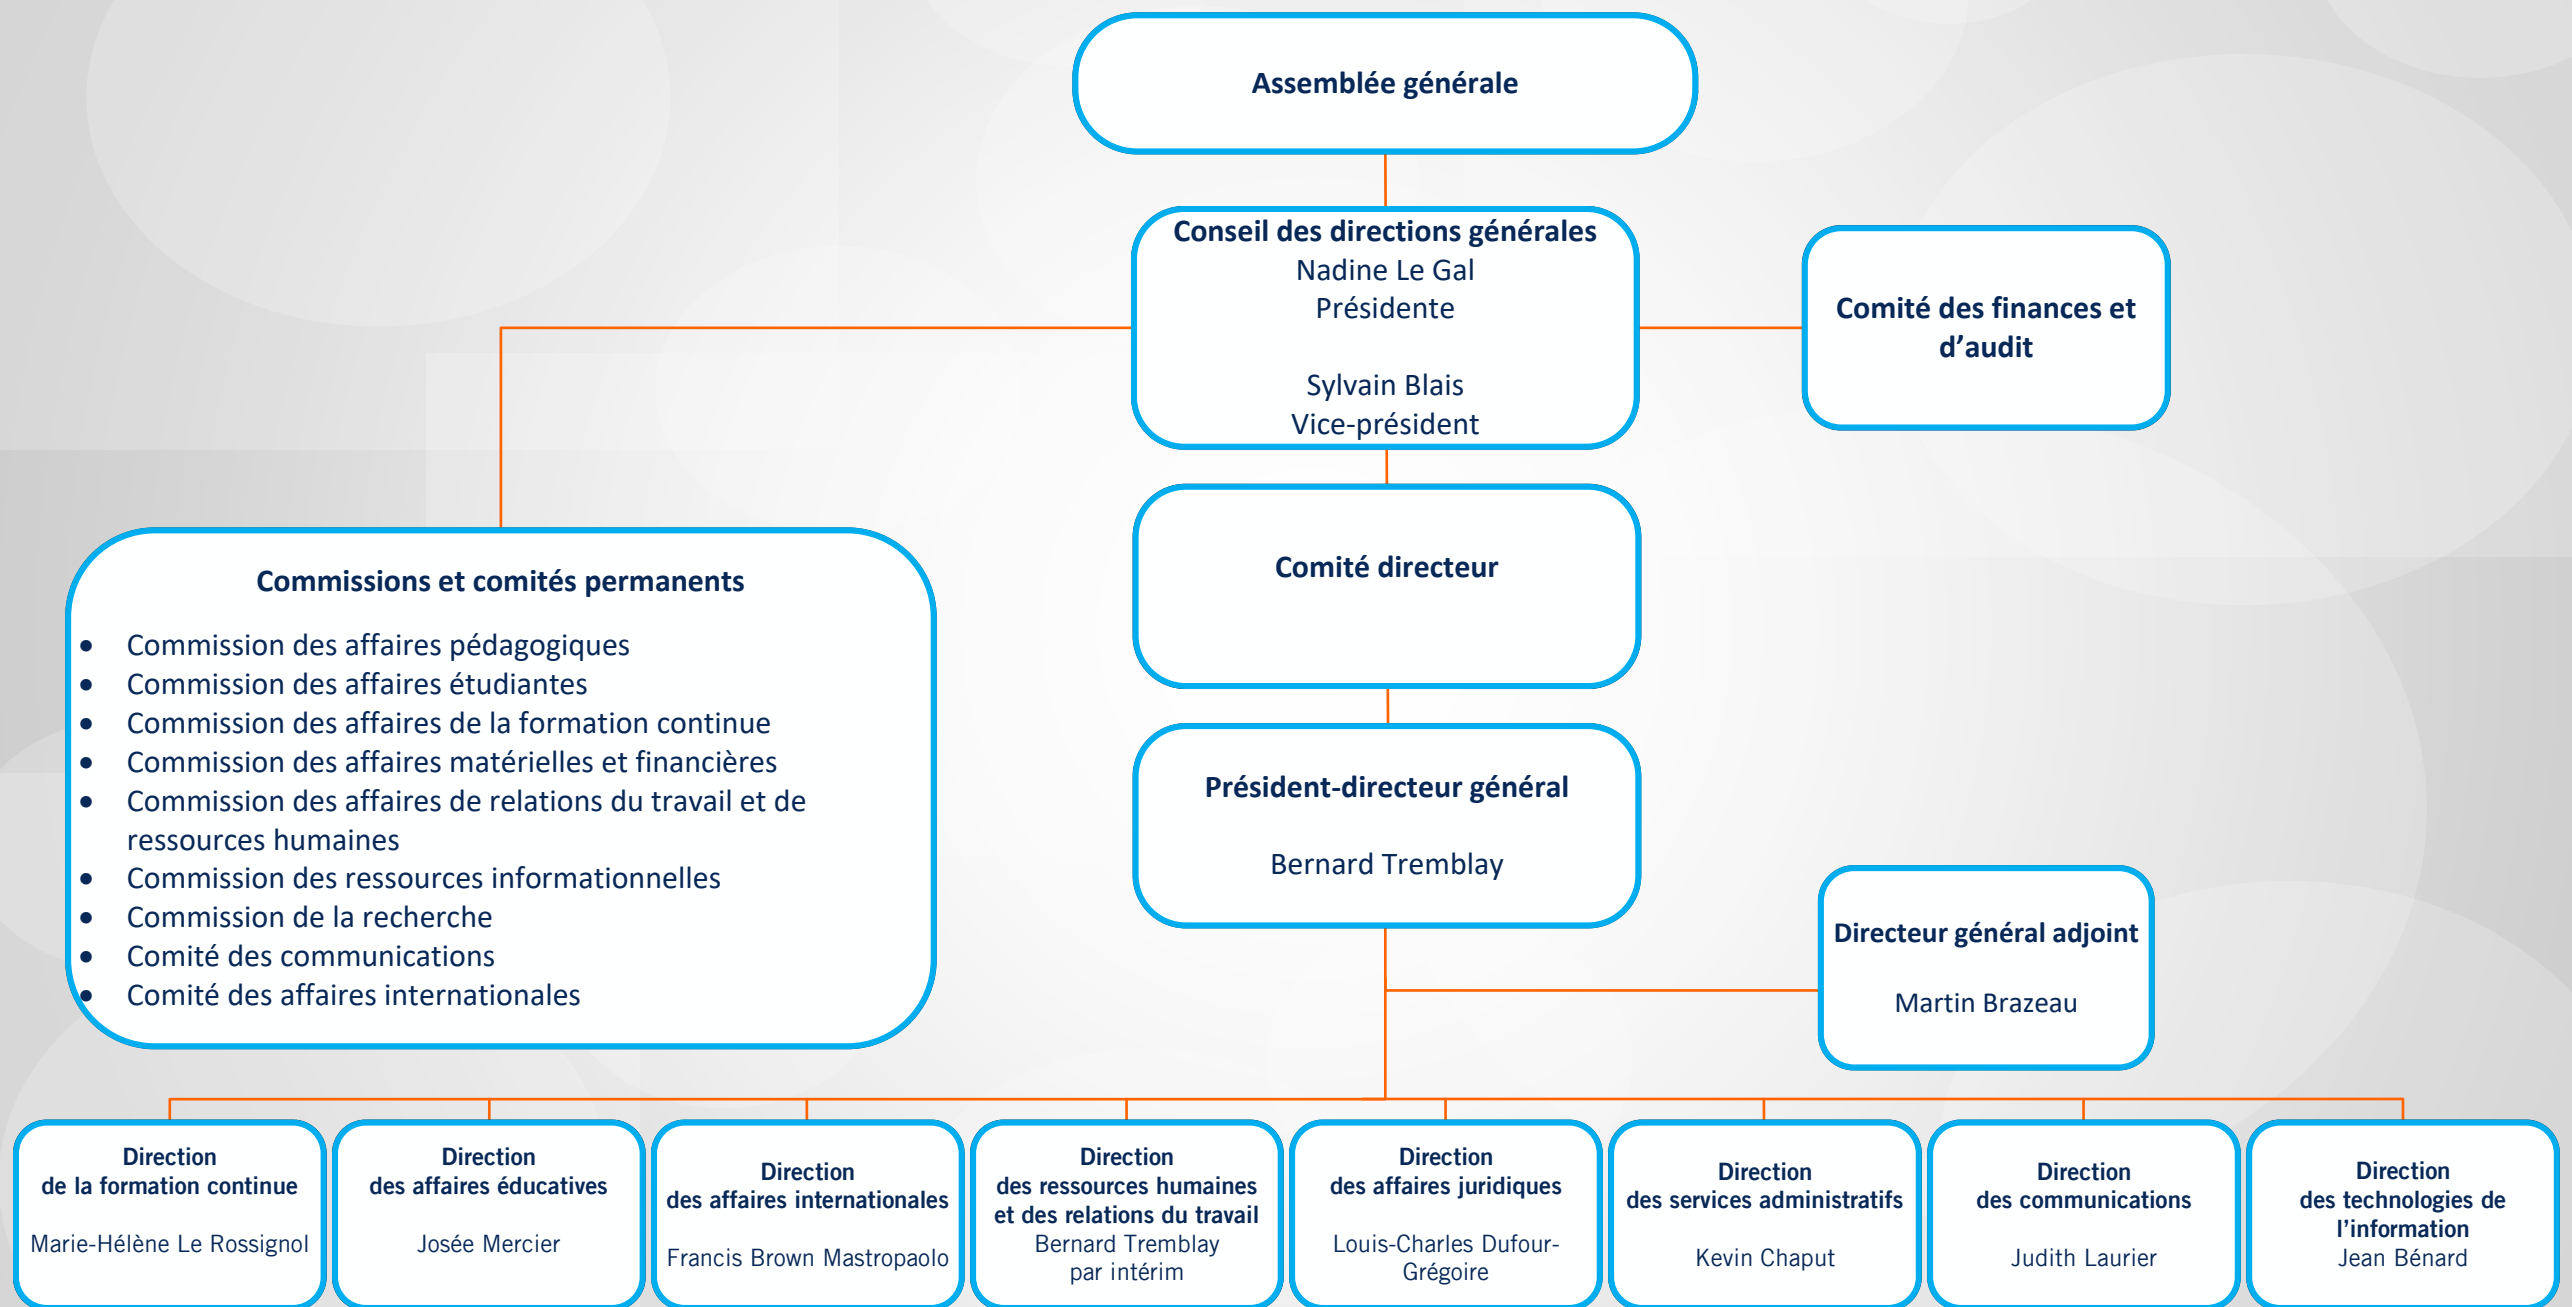 Assemblée générale
Conseil des directions générales
Nadine Le Gal
Présidente
Sylvain Blais
Vice-président
Comité des finances et
d’audit
Comité directeur
Commissions et comités permanents
• Commission des affaires pédagogiques
• Commission des affaires étudiantes
• Commission des affaires de la formation continue
• Commission des affaires matérielles et financières
• Commission des affaires de relations du travail et de
ressources humaines
• Commission des ressources informationnelles
• Commission de la recherche
• Comité des communications
• Comité des affaires internationales
Président-directeur général
Bernard Tremblay
Directeur général adjoint
Martin Brazeau
Direction
de la formation continue
Marie-Hélène Le Rossignol
Direction
des affaires éducatives
Josée Mercier
Direction
des affaires internationales
Francis Brown Mastropaolo
Direction
des ressources humaines
et des relations du travail
Bernard Tremblay
par intérim
Direction
des affaires juridiques
Louis-Charles Dufour-
Grégoire
Direction
des services administratifs
Kevin Chaput
Direction
des communications
Judith Laurier
Direction
des technologies de
l’information
Jean Bénard